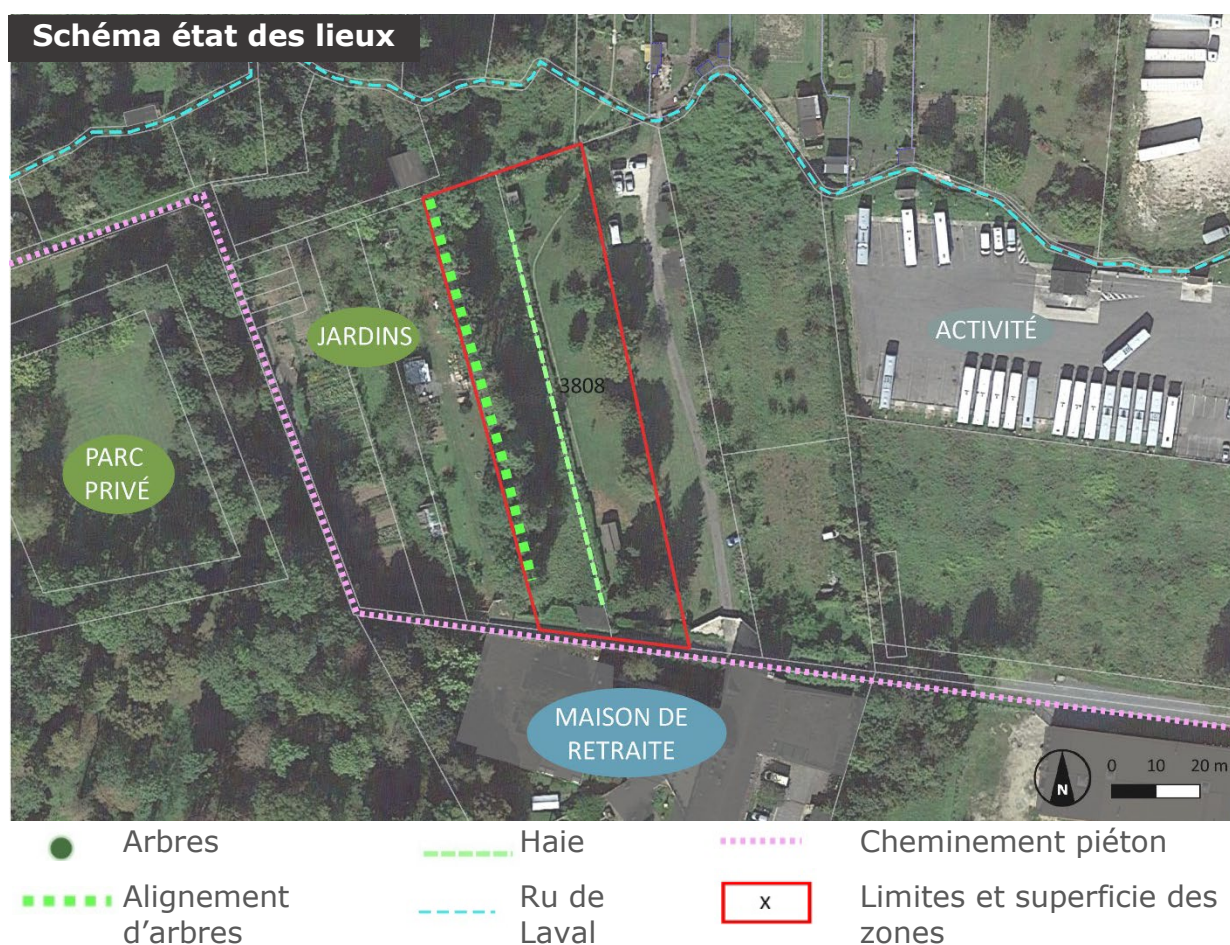 Schéma état des lieux
JARDINS
ACTIVITÉ
3808
PARC
PRIVÉ
MAISON DE
RETRAITE
0 10 20 m
N
Arbres
Haie
Cheminement piéton
Alignement
d'arbres
Ru de
Laval
x
Limites et superficie des
zones